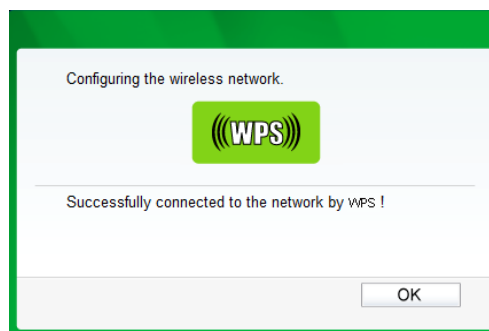 Configuring the wireless network.
(((WPS)))
Successfully connected to the network by WPS !
OK